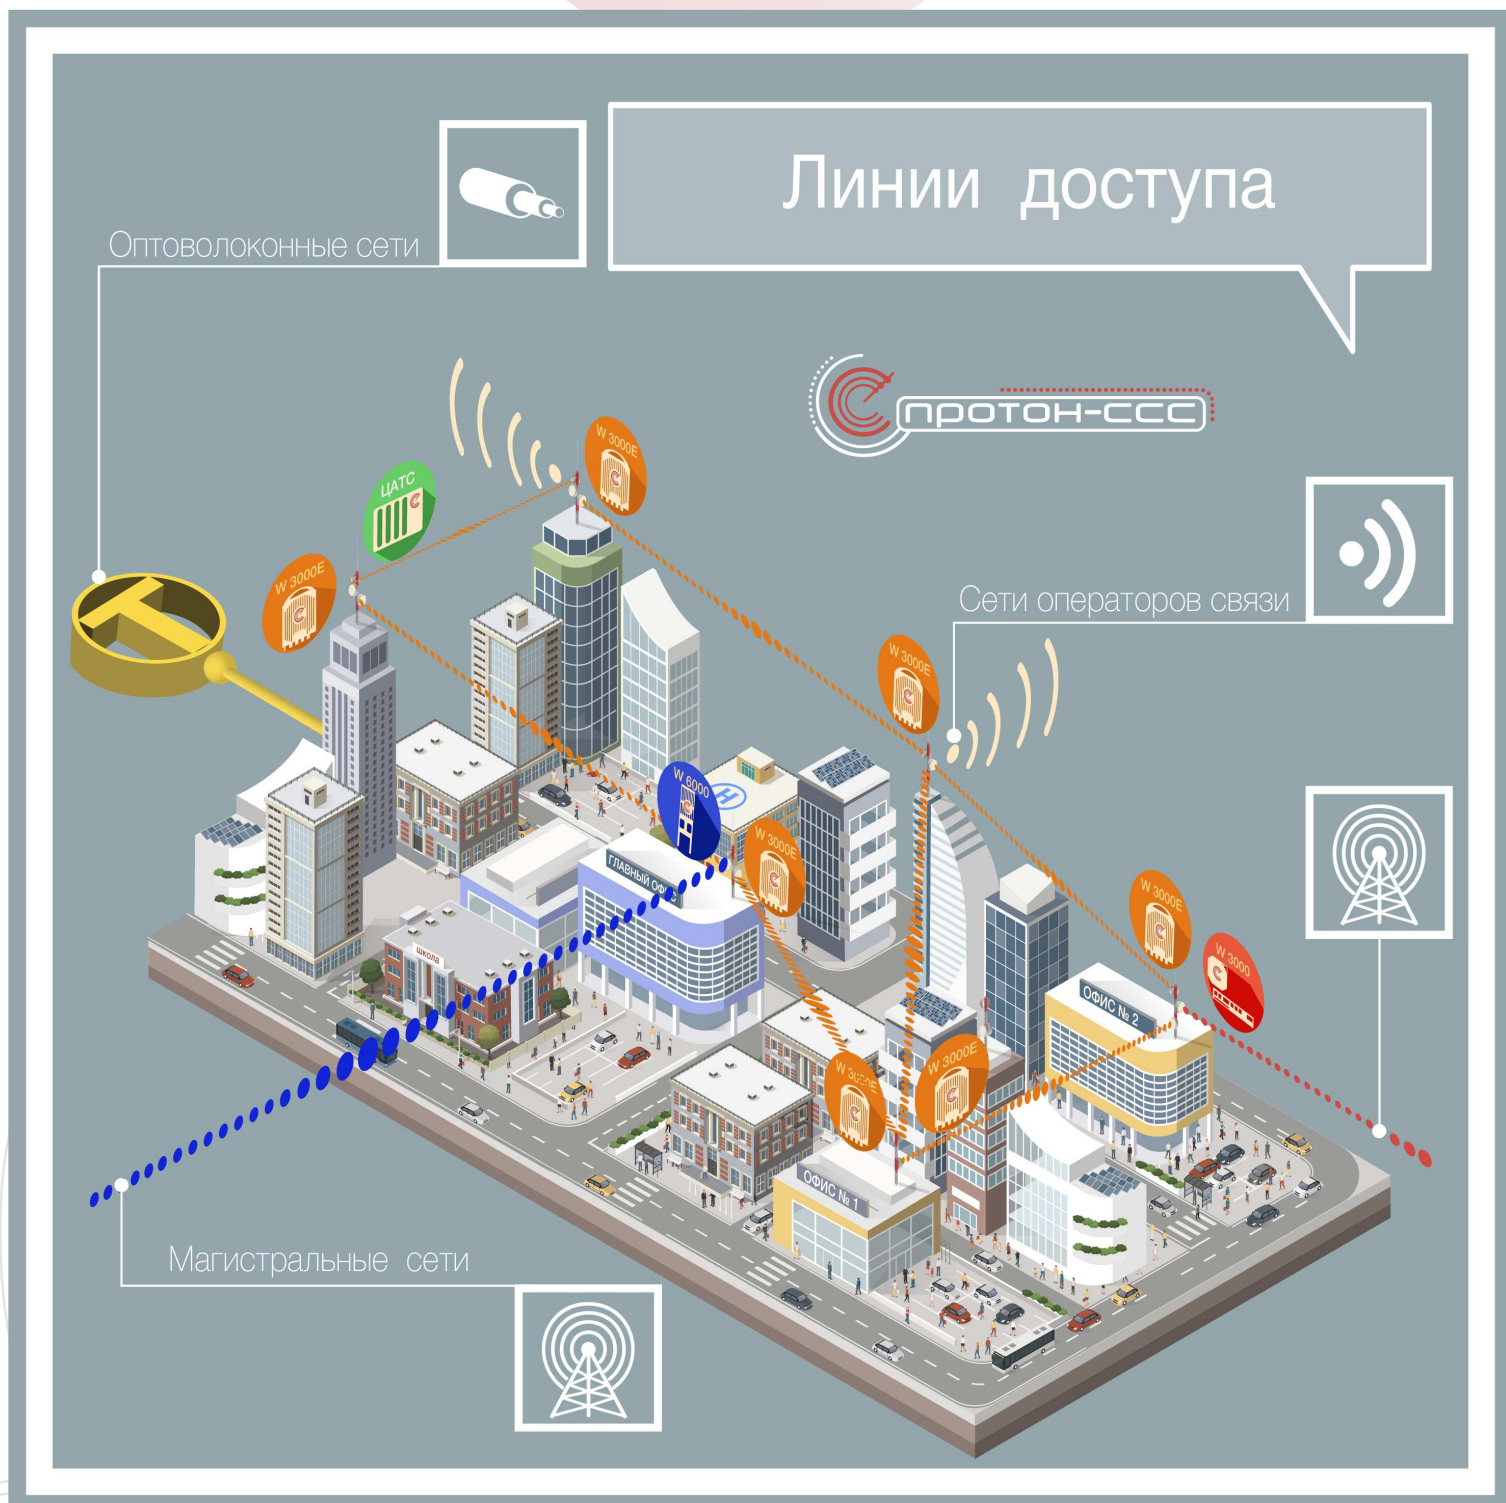 Линии доступа
Оптоволоконные сети
ПРОТОН-ССС
W 3000E
ЦАТС
W 3000E
Сети операторов связи
W 3000E
W 6000
W 3000E
ГЛАВНЫЙ
W 3000E
W 3000
школа
ОФИС № 2
W 3000E
W 3000E
ОФИС № 1
Магистральные сети